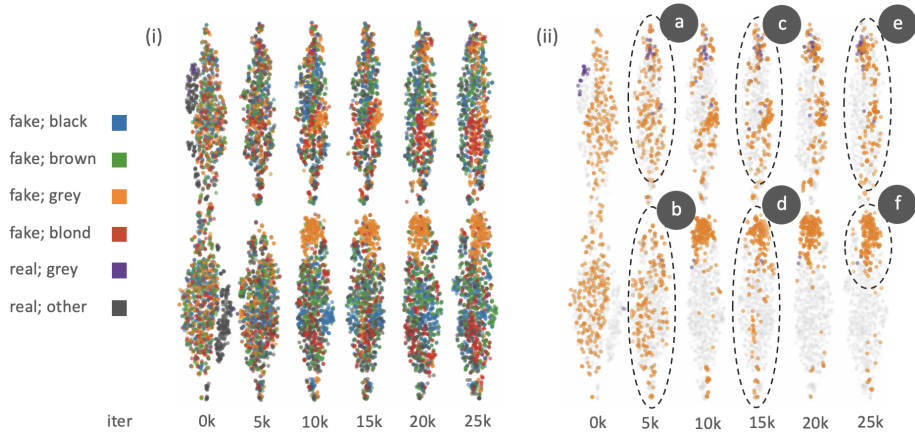 (i)
(ii)
a
c
e
fake; black
fake; brown
fake; grey
fake; blond
real; grey
real; other
b
d
f
iter 0k 5k 10k 15k 20k 25k
0k 5k 10k 15k 20k 25k